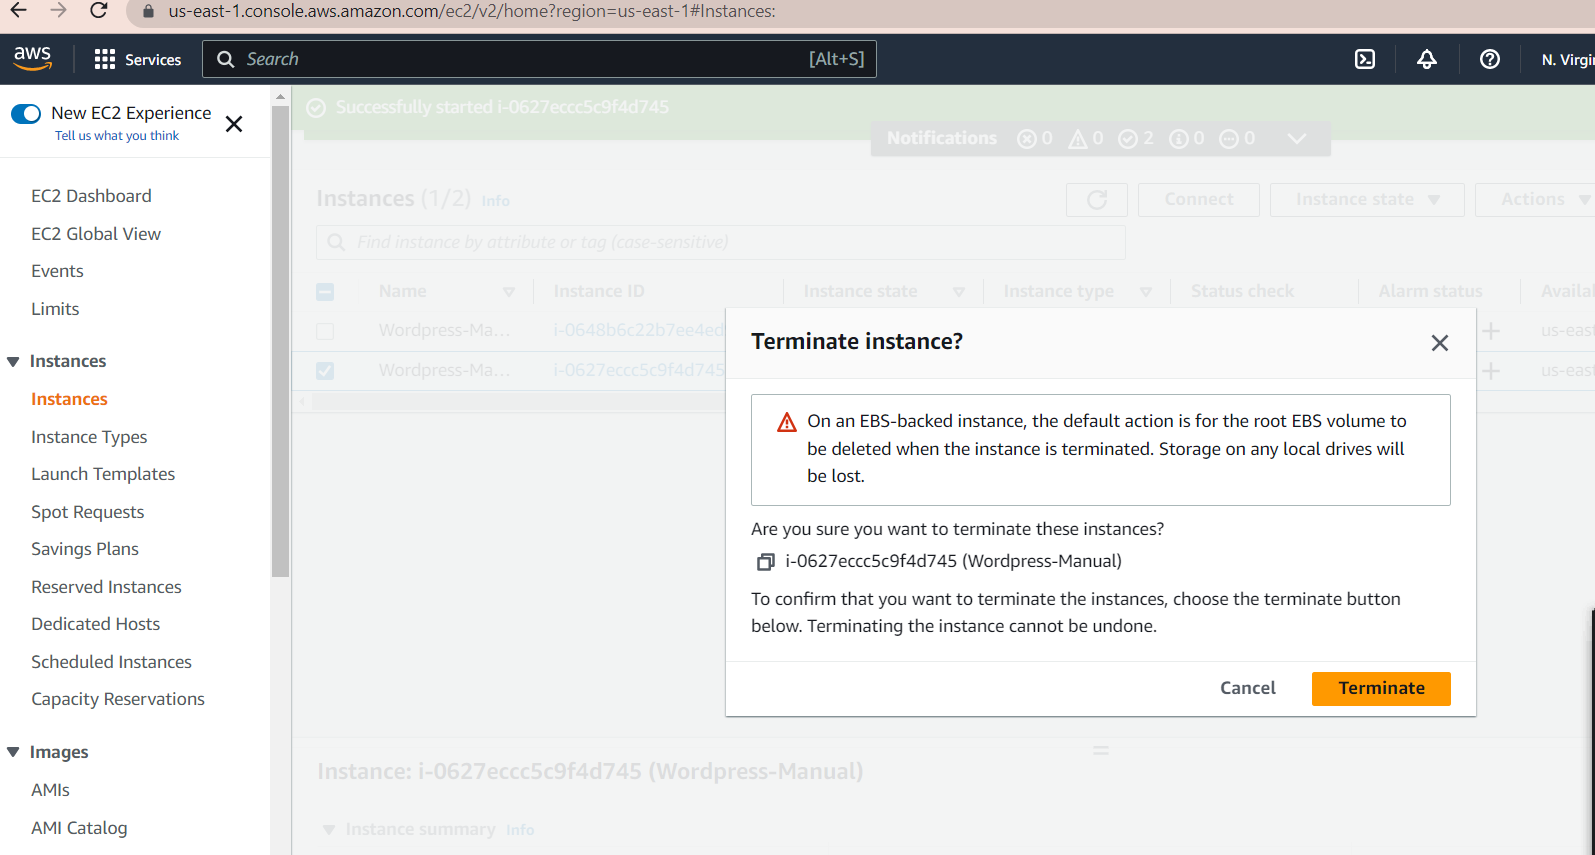 us-east-1.console.aws.amazon.com/ec2/v2/home?region=us-east-1#Instances:
aws
Services
Search
[Alt+S]
N. Virgin
New EC2 Experience
Tell us what you think
EC2 Dashboard
EC2 Global View
Events
Limits
Instances
Instances
Instance Types
Launch Templates
Spot Requests
Savings Plans
Reserved Instances
Dedicated Hosts
Scheduled Instances
Capacity Reservations
Images
AMIs
AMI Catalog
Successfully started i-0627eccc5c9f4d745
Notifications 0 0 2 0 0
Instances (1/2) Info
Connect
Instance state
Actions
Find instance by attribute or tag (case-sensitive)
Name Instance ID Instance state Instance type Status check Alarm status Availal
Wordpress-Ma... i-0648b6c22b7ee4ed us-eas
Wordpress-Ma... i-0627eccc5c9f4d745 us-eas
Terminate instance?
On an EBS-backed instance, the default action is for the root EBS volume to
be deleted when the instance is terminated. Storage on any local drives will
be lost.
Are you sure you want to terminate these instances?
i-0627eccc5c9f4d745 (Wordpress-Manual)
To confirm that you want to terminate the instances, choose the terminate button
below. Terminating the instance cannot be undone.
Cancel
Terminate
Instance: i-0627eccc5c9f4d745 (Wordpress-Manual)
Instance summary Info